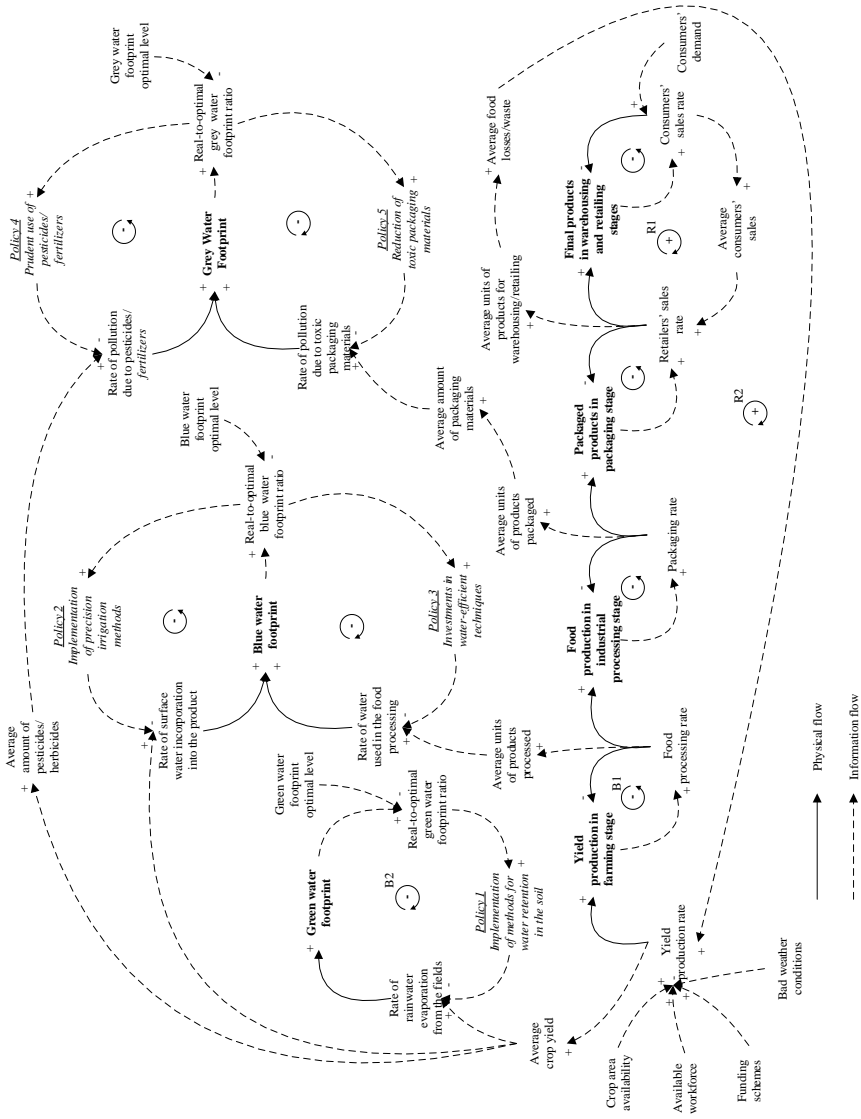 Grey water
footprint
optimal level
Real-to-optimal
grey water
footprint ratio
Policy 4
Prudent use of
pesticides/
fertilizers
Grey Water
Footprint
Policy 5
Reduction of
toxic packaging
materials
Rate of pollution
due to pesticides/
fertilizers
Rate of pollution
due to toxic
packaging
materials
Blue water
footprint
optimal level
Real-to-optimal
blue water
footprint ratio
Policy 2
Implementation
of precision
irrigation
methods
Blue water
footprint
Policy 3
Investments in
water-efficient
techniques
Average
amount of
pesticides/
herbicides
Rate of surface
water incorporation
into the product
Rate of water
used in the food
processing
Green water
footprint
optimal level
Real-to-optimal
green water
footprint ratio
Green water
footprint
B2
Policy 1
Implementation
of methods for
water retention
in the soil
Rate of
rainwater
evaporation
from the fields
Average
crop yield
Average food
losses/waste
Average units of
products for
warehousing/retailing
Average amount
of packaging
materials
Average units
of products
packaged
Average units
of products
processed
Consumers'
demand
Consumers'
sales rate
Final products
in warehousing
and retailing
stages
R1
Average
consumers'
sales
Retailers' sales
rate
Packaged
products in
packaging stage
R2
Packaging rate
Food
production in
industrial
processing stage
Food
processing rate
B1
Yield
production in
farming stage
Yield
production rate
Crop area
availability
Available
workforce
Funding
schemes
Bad weather
conditions
Physical flow
Information flow